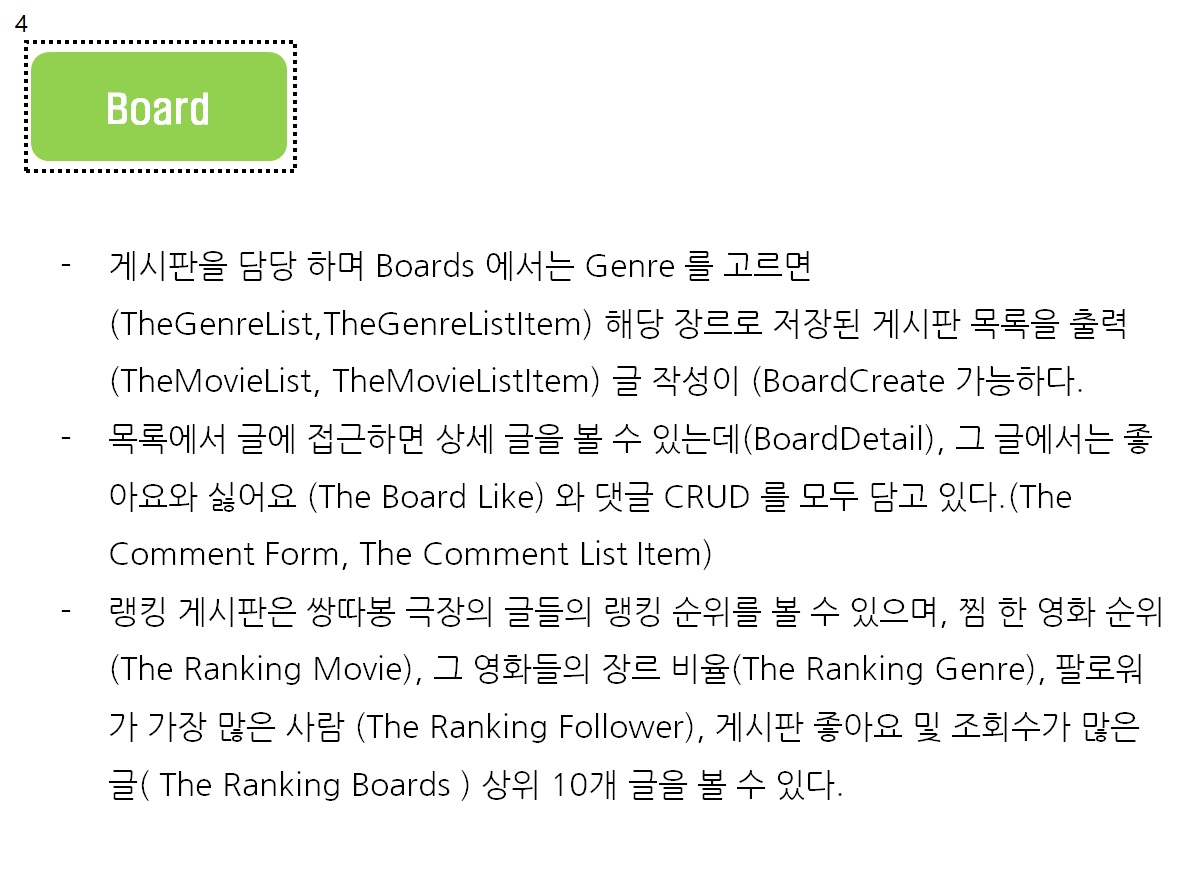 4
Board
- 게시판을 담당 하며 Boards 에서는 Genre 를 고르면
(TheGenreList,TheGenreListItem) 해당 장르로 저장된 게시판 목록을 출력
(TheMovieList, TheMovieListItem) 글 작성이 (BoardCreate 가능하다.
- 목록에서 글에 접근하면 상세 글을 볼 수 있는데(BoardDetail), 그 글에서는 좋
아요와 싫어요 (The Board Like) 와 댓글 CRUD 를 모두 담고 있다.(The
Comment Form, The Comment List Item)
- 랭킹 게시판은 쌍따봉 극장의 글들의 랭킹 순위를 볼 수 있으며, 찜 한 영화 순위
(The Ranking Movie), 그 영화들의 장르 비율(The Ranking Genre), 팔로워
가 가장 많은 사람 (The Ranking Follower), 게시판 좋아요 및 조회수가 많은
글( The Ranking Boards ) 상위 10개 글을 볼 수 있다.